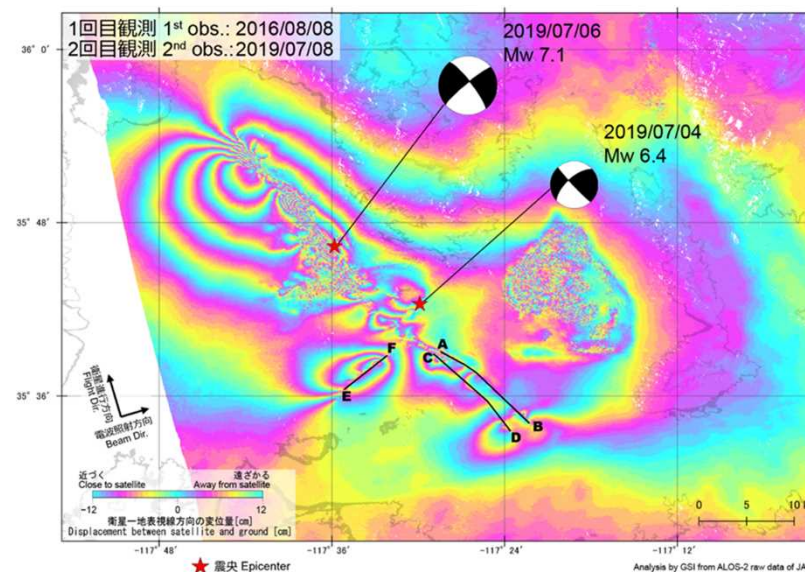 1回目観測 1st obs.: 2016/08/08
2回目観測 2nd obs.: 2019/07/08
2019/07/06
Mw 7.1
2019/07/04
Mw 6.4
36° 0'
35° 48'
35° 36'
A
F
C
E
B
D
衛星進行方向
Flight Dir.
電波照射方向
Beam Dir.
近づく 遠ざかる
Close to satellite Away from satellite
-12 0 12
衛星ー地表視線方向の変位量[cm]
Displacement between satellite and ground [cm]
0 5 10
-117° 48' -117° 36' -117° 24' -117° 12'
★ 震央 Epicenter
Analysis by GSI from ALOS-2 raw data of JA